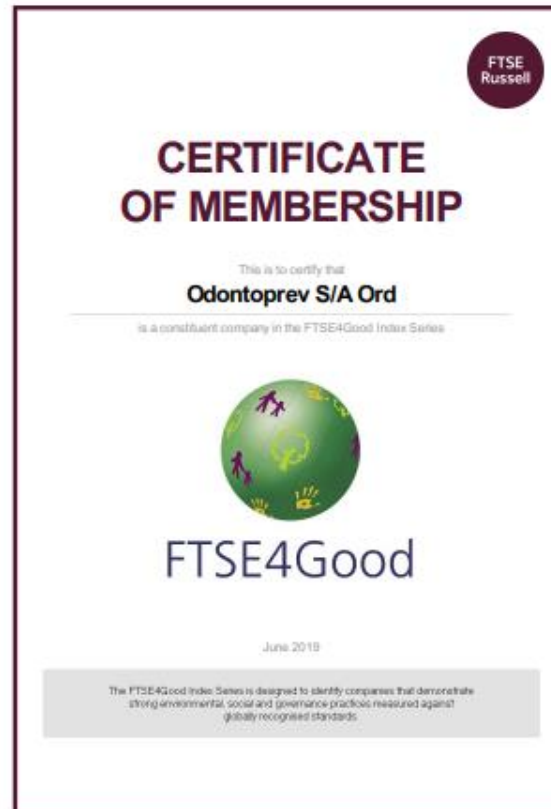 FTSE
Russell
CERTIFICATE
OF MEMBERSHIP
This is to certify that
Odontoprev S/A Ord
is a constituent company in the FTSE4Good Index Series
FTSE4Good
June 2019
The FTSE4Good Index Series is designed to identify companies that demonstrate
strong environmental, social and governance practices measured against
globally recognised standards.